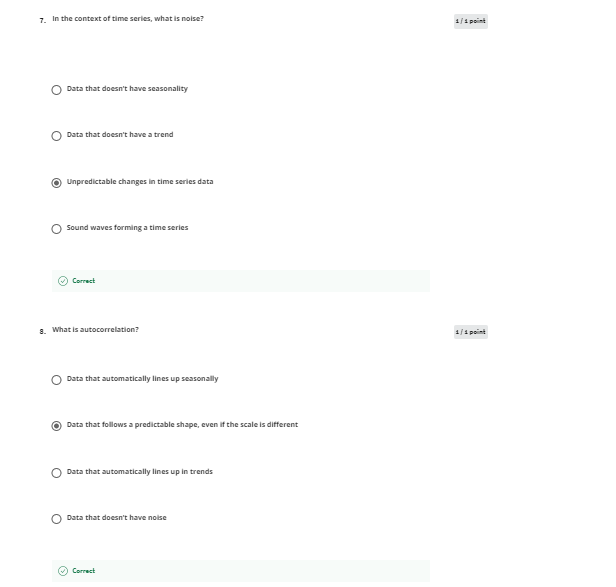 7. In the context of time series, what is noise?
1 / 1 point
Data that doesn't have seasonality
Data that doesn't have a trend
Unpredictable changes in time series data
Sound waves forming a time series
Correct
8. What is autocorrelation?
1 / 1 point
Data that automatically lines up seasonally
Data that follows a predictable shape, even if the scale is different
Data that automatically lines up in trends
Data that doesn't have noise
Correct